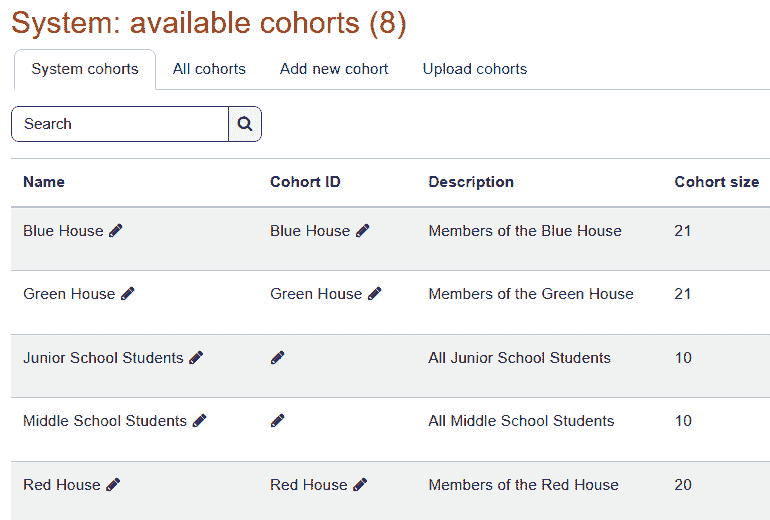 System: available cohorts (8)
System cohorts All cohorts Add new cohort Upload cohorts
Search
Name Cohort ID Description Cohort size
Blue House Blue House Members of the Blue House 21
Green House Green House Members of the Green House 21
Junior School Students All Junior School Students 10
Middle School Students All Middle School Students 10
Red House Red House Members of the Red House 20